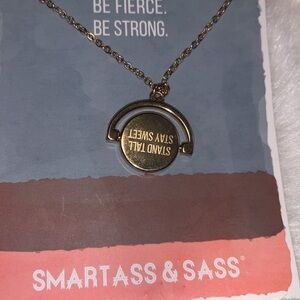 BE FIERCE.
BE STRONG.
STAND TALL
STAY SWEET
SMARTASS & SASS®